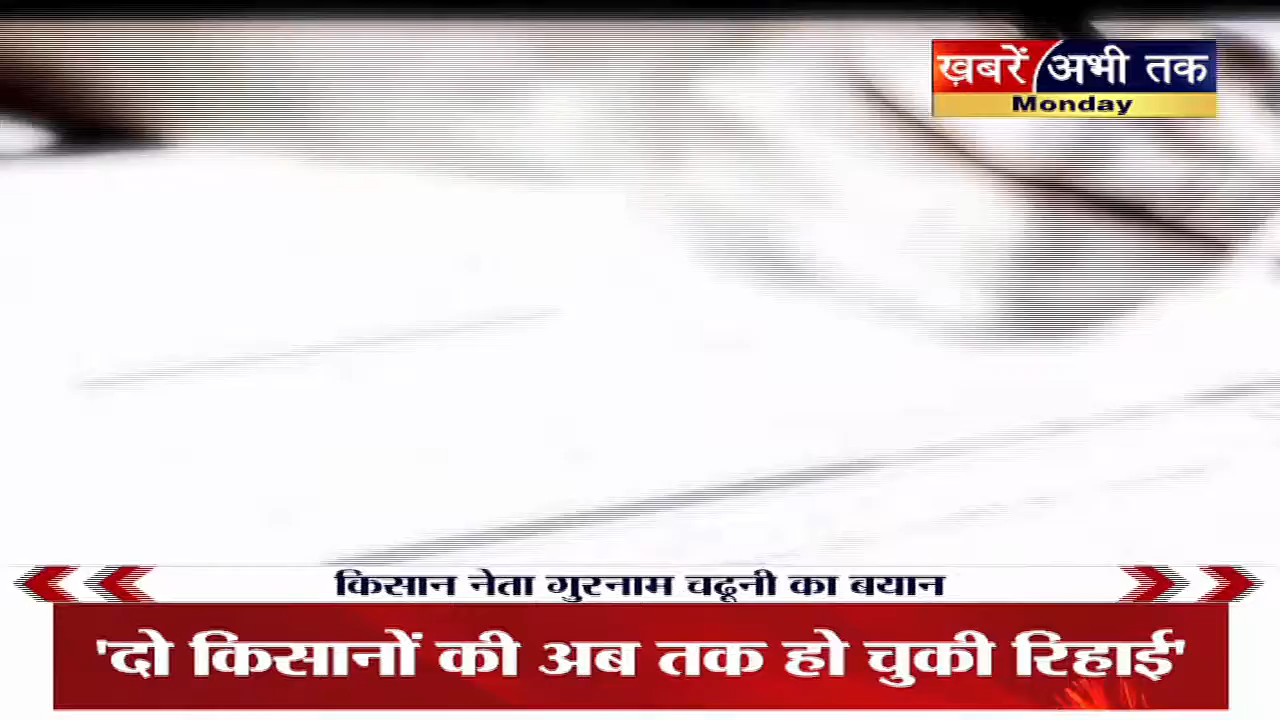 ख़बरें अभी तक
Monday
किसान नेता गुरनाम चढूनी का बयान
'दो किसानों की अब तक हो चुकी रिहाई'